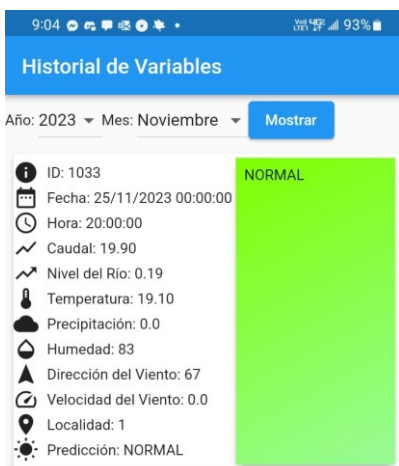 9:04 93%
Historial de Variables
Año: 2023 Mes: Noviembre Mostrar
ID: 1033
Fecha: 25/11/2023 00:00:00
Hora: 20:00:00
Caudal: 19.90
Nivel del Río: 0.19
Temperatura: 19.10
Precipitación: 0.0
Humedad: 83
Dirección del Viento: 67
Velocidad del Viento: 0.0
Localidad: 1
Predicción: NORMAL
NORMAL